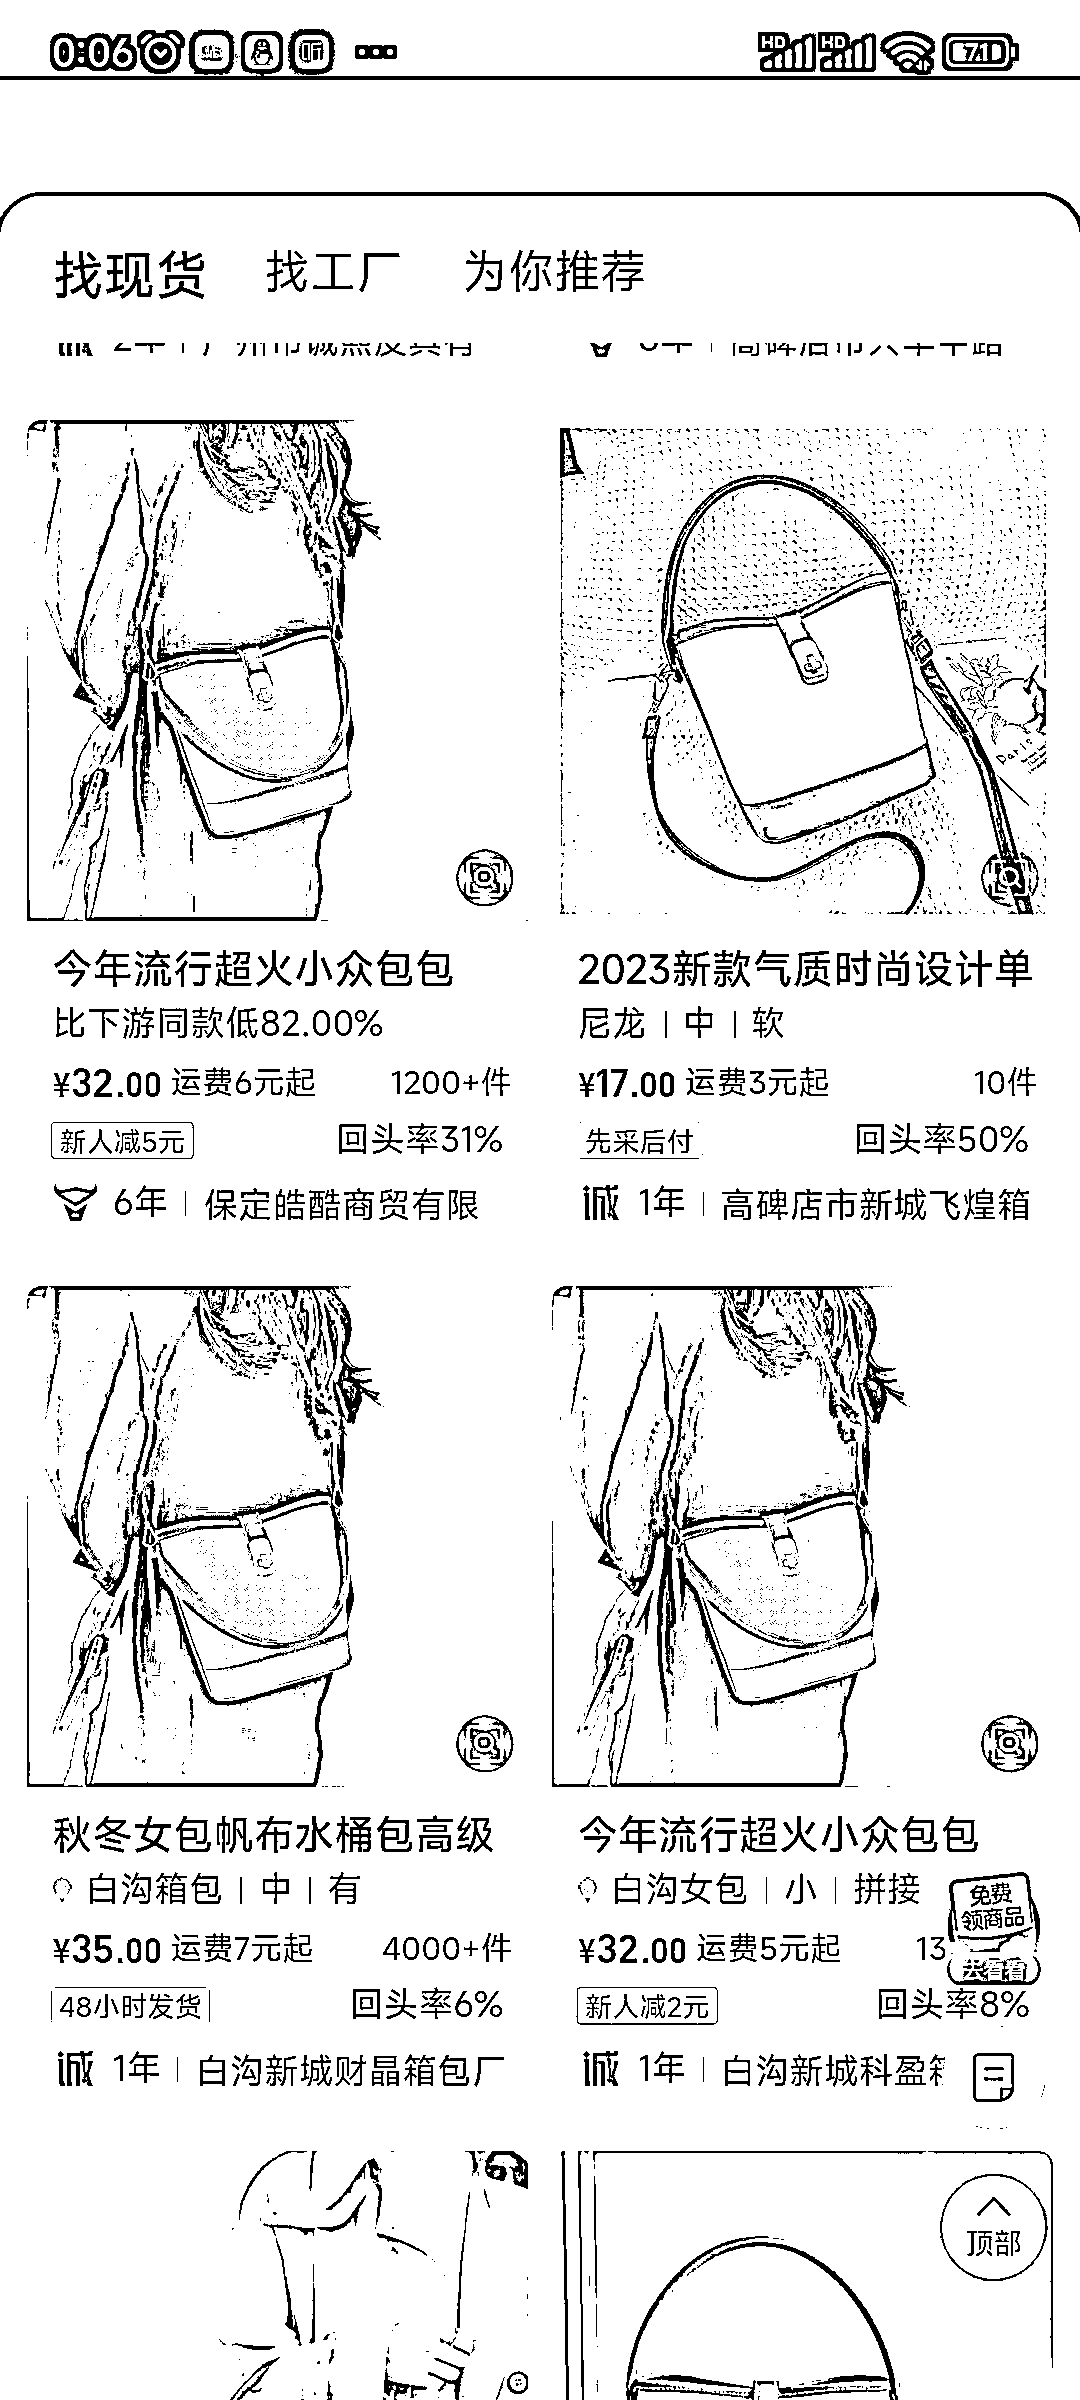 0:06
HD HD 71
找现货 找工厂 为你推荐
今年流行超火小众包包
比下游同款低82.00%
¥32.00 运费6元起 1200+件
新人减5元 回头率31%
6年 | 保定皓酷商贸有限
2023新款气质时尚设计单
尼龙 | 中 | 软
¥17.00 运费3元起 10件
先采后付 回头率50%
诚 1年 | 高碑店市新城飞煌箱
秋冬女包帆布水桶包高级
白沟箱包 | 中 | 有
¥35.00 运费7元起 4000+件
48小时发货 回头率6%
诚 1年 | 白沟新城财晶箱包厂
今年流行超火小众包包
白沟女包 | 小 | 拼接
¥32.00 运费5元起 13
新人减2元 回头率8%
诚 1年 | 白沟新城科盈
免费
领商品
去看看
顶部